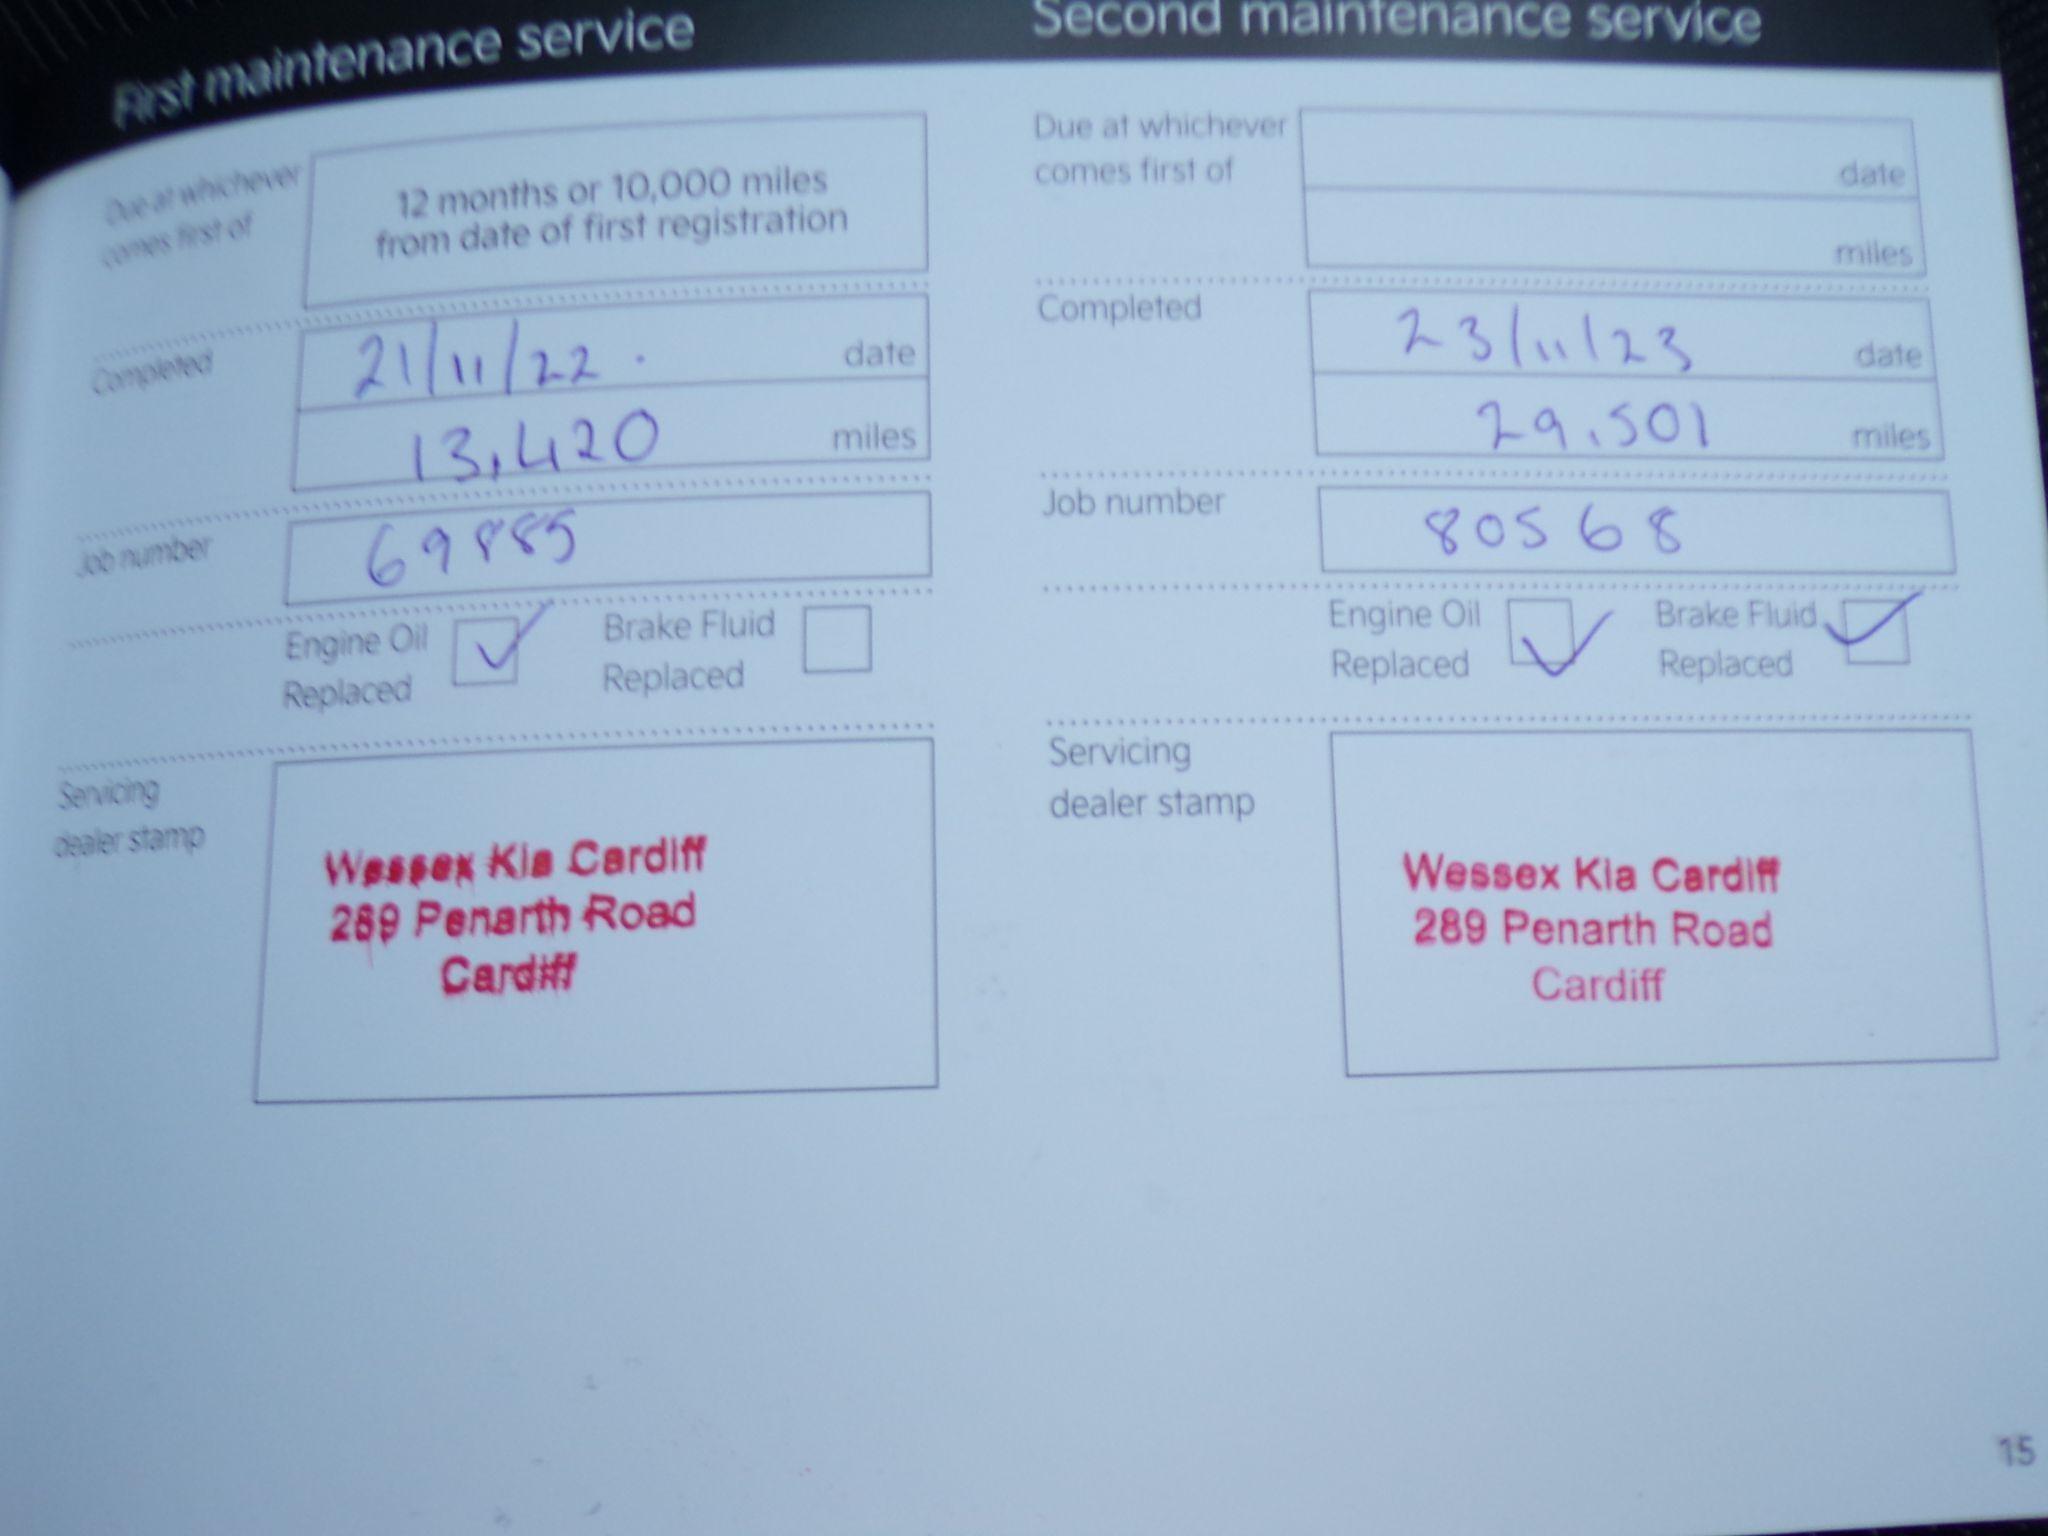 First maintenance service
Due at whichever
comes first of
12 months or 10,000 miles
from date of first registration
Completed
21/11/22.
date
13,420
miles
Job number
69885
Engine Oil
Replaced
Brake Fluid
Replaced
Servicing
dealer stamp
Wessex Kia Cardiff
289 Penarth Road
Cardiff
Second maintenance service
Due at whichever
comes first of
date
miles
Completed
23/11/23
date
29,501
miles
Job number
80568
Engine Oil
Replaced
Brake Fluid
Replaced
Servicing
dealer stamp
Wessex Kia Cardiff
289 Penarth Road
Cardiff
15